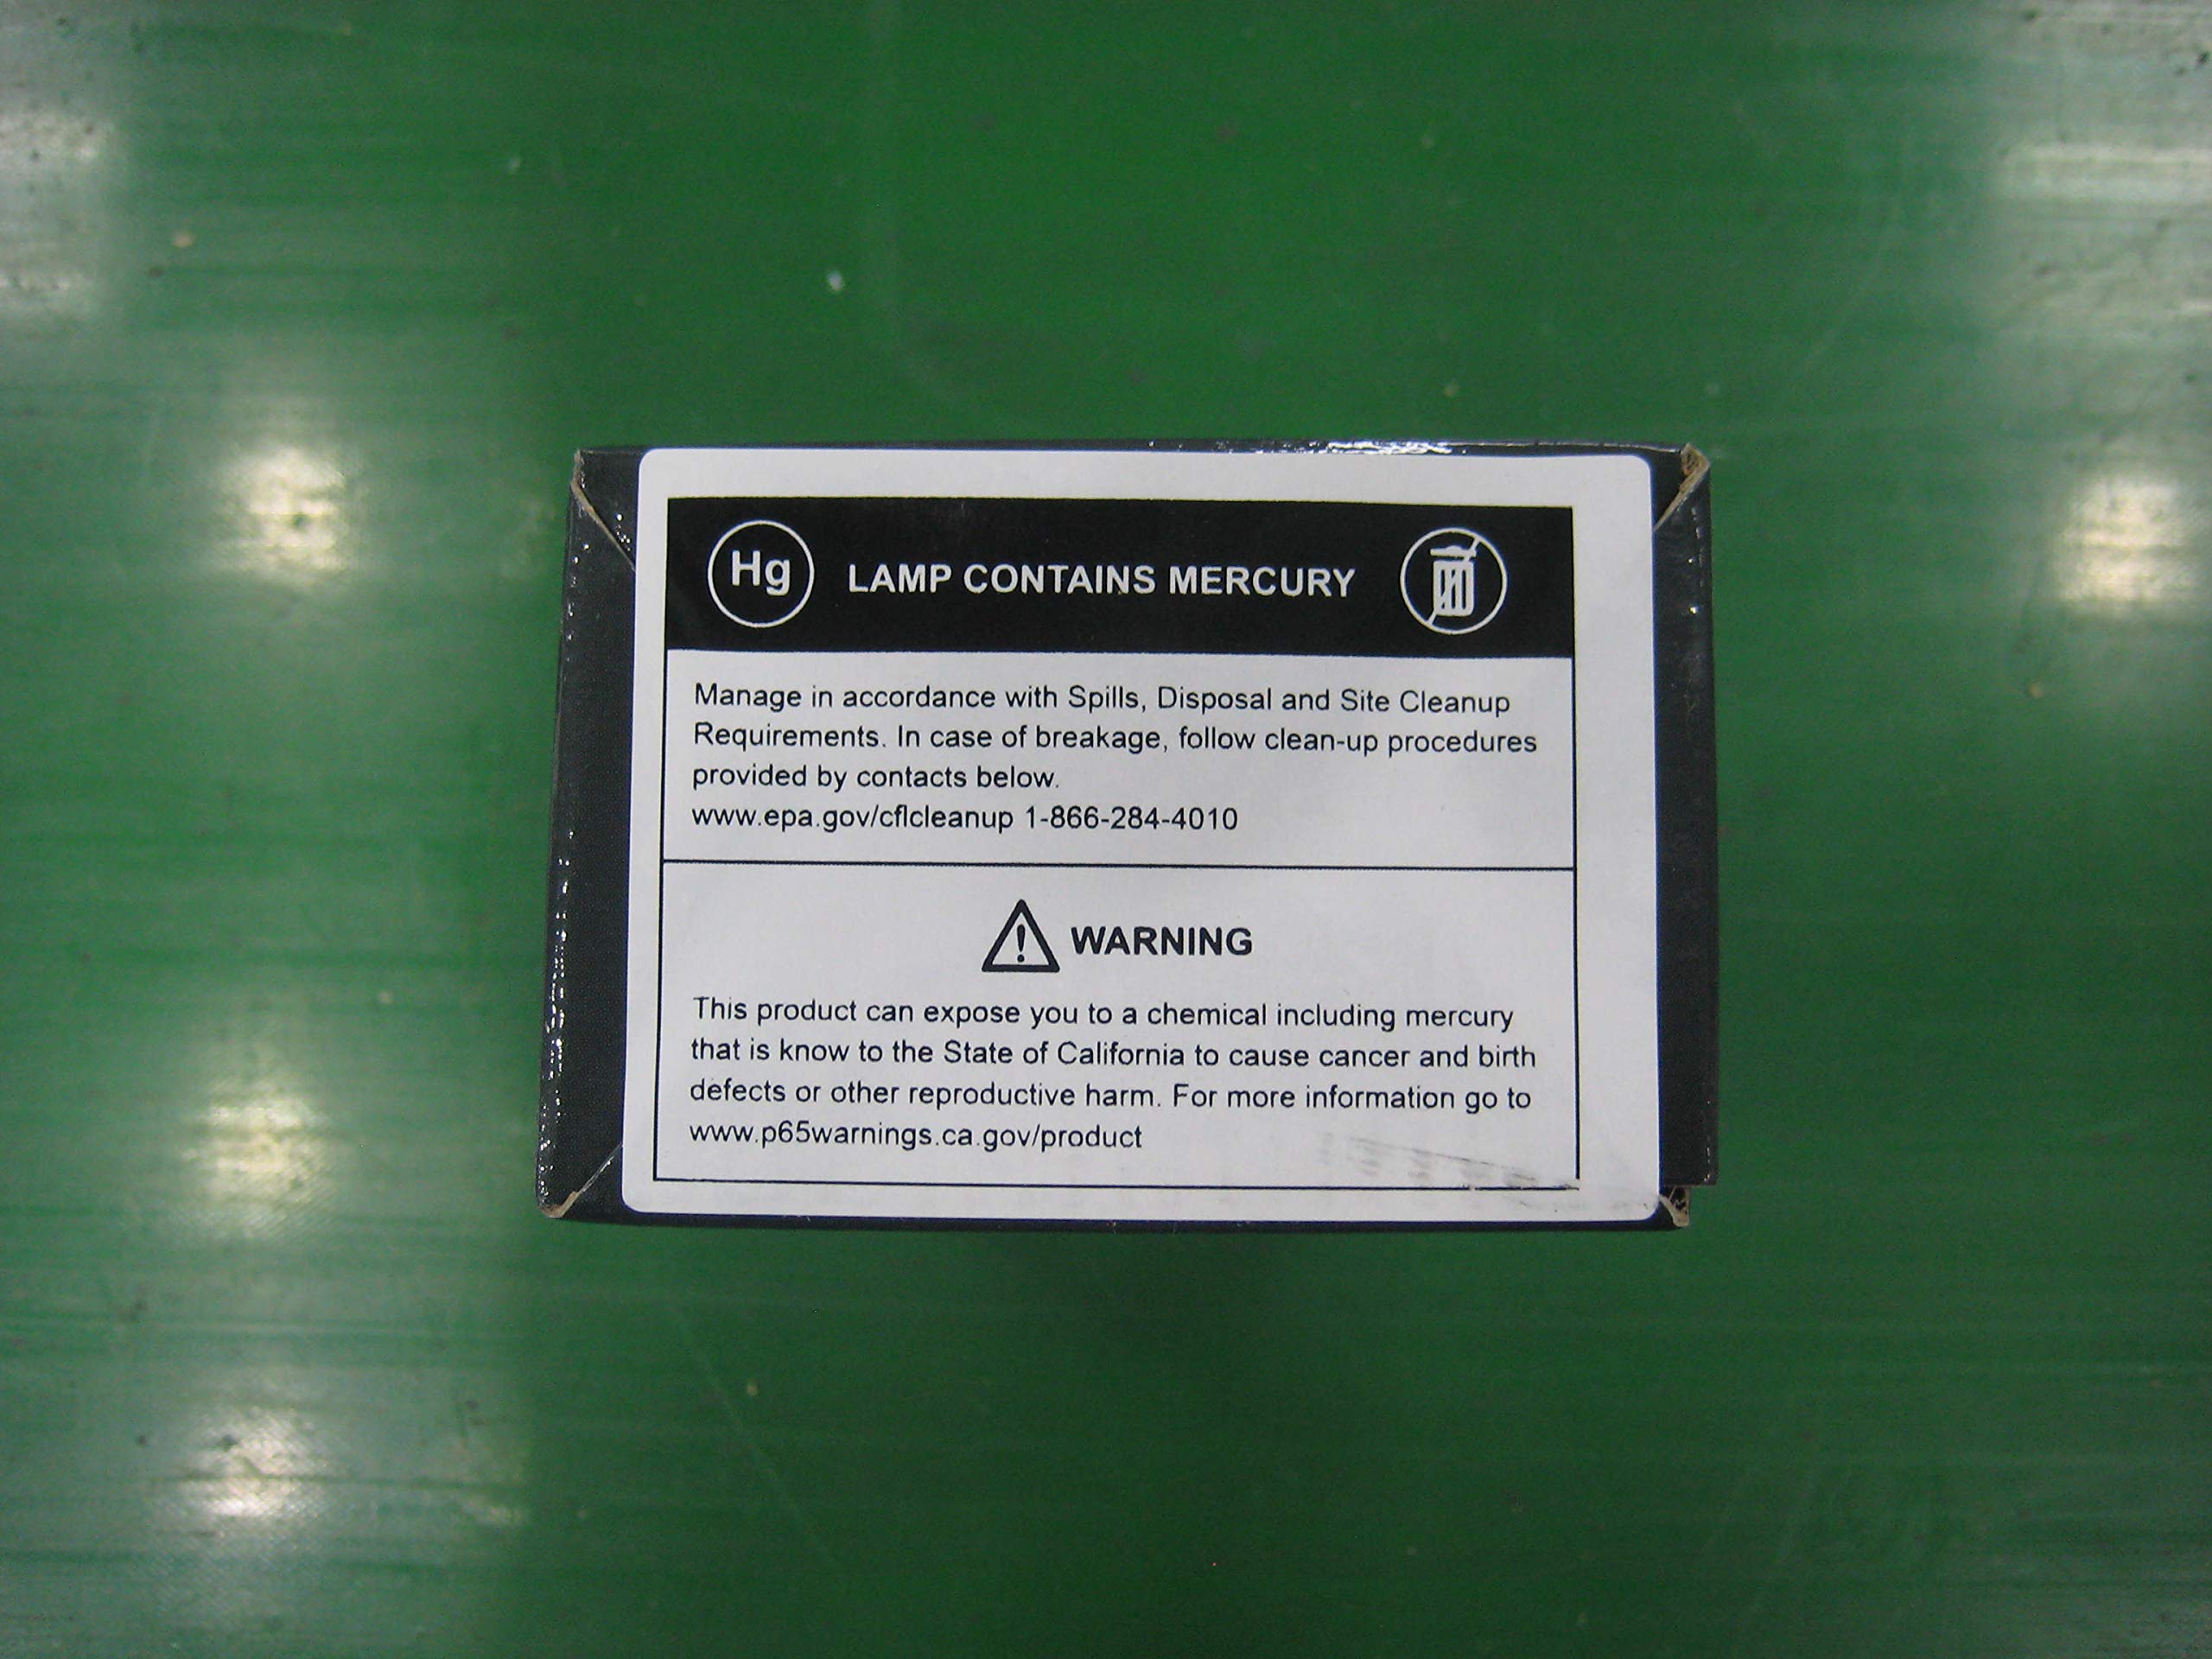 Hg LAMP CONTAINS MERCURY
Manage in accordance with Spills, Disposal and Site Cleanup
Requirements. In case of breakage, follow clean-up procedures
provided by contacts below.
www.epa.gov/cflcleanup 1-866-284-4010
WARNING
This product can expose you to a chemical including mercury
that is know to the State of California to cause cancer and birth
defects or other reproductive harm. For more information go to
www.p65warnings.ca.gov/product